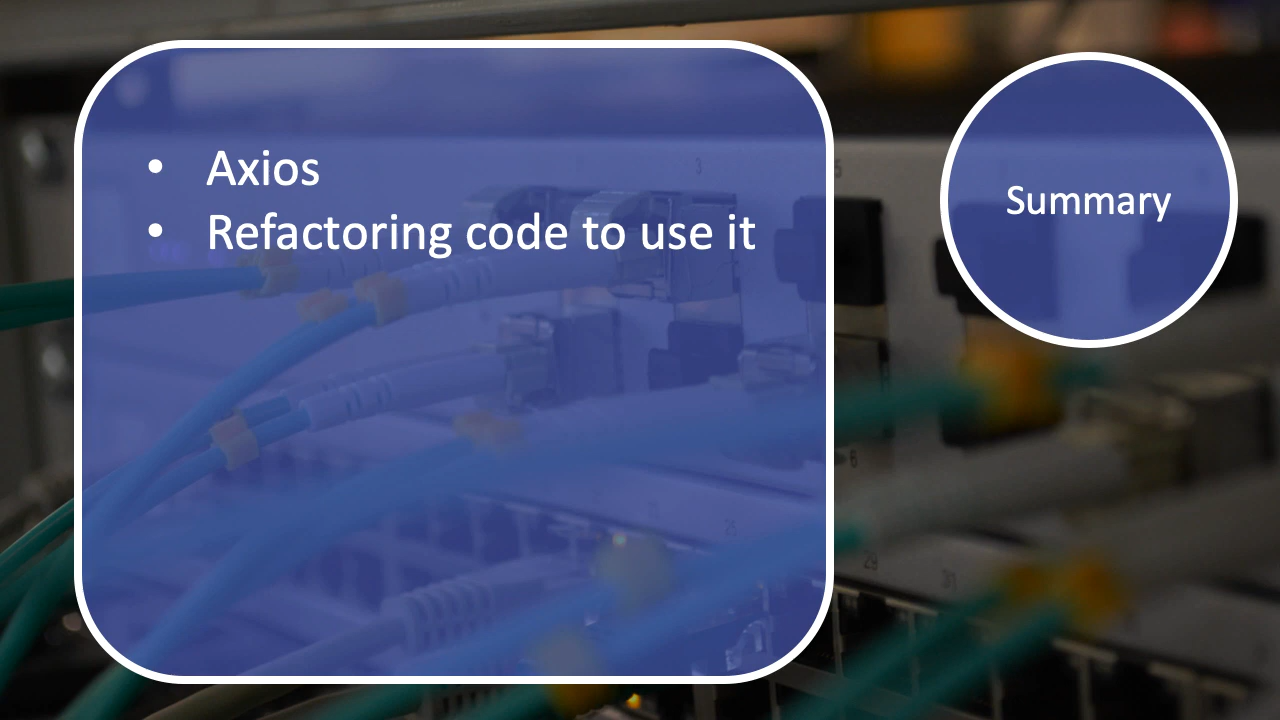 • Axios
• Refactoring code to use it
Summary